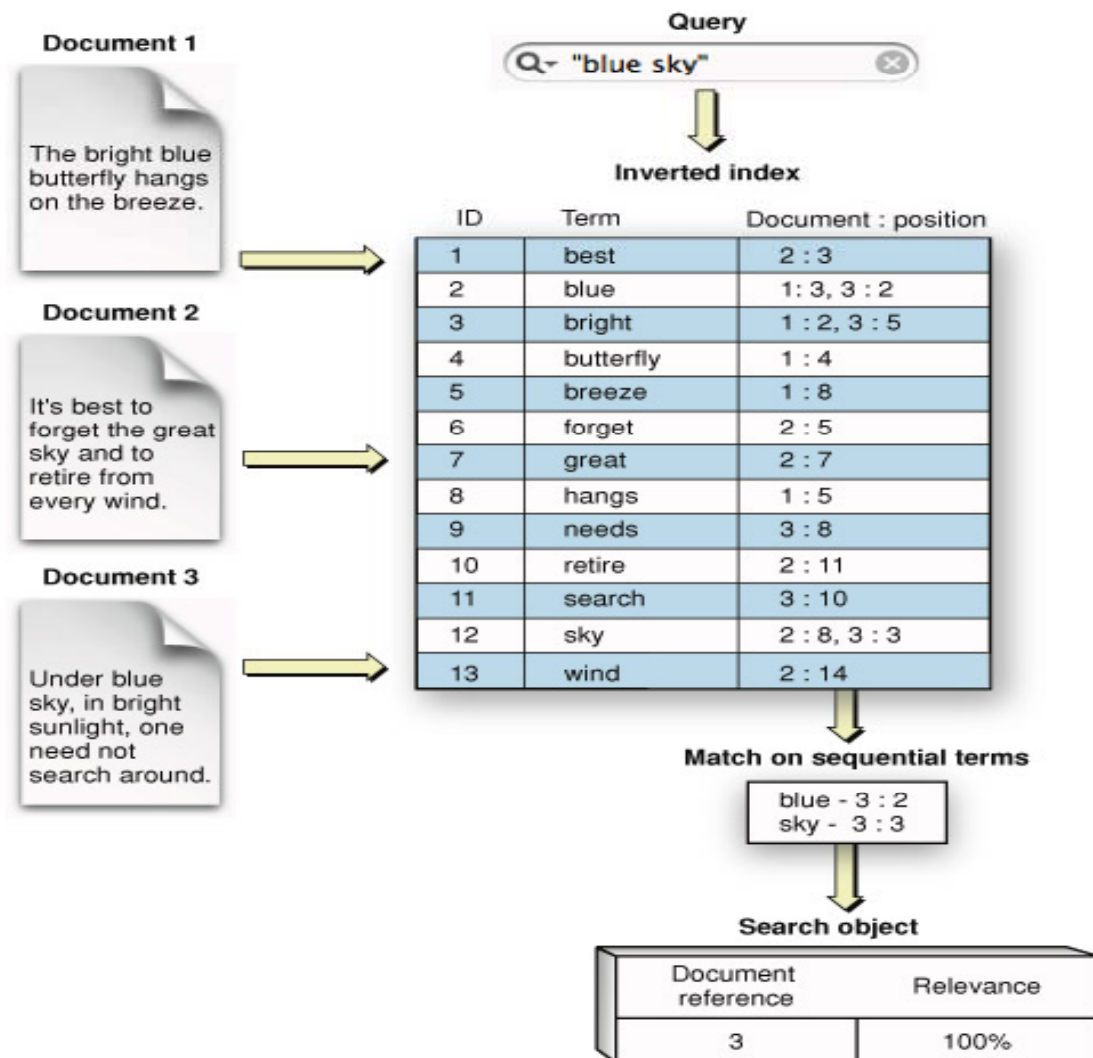 Document 1
The bright blue
butterfly hangs
on the breeze.
Document 2
It's best to
forget the great
sky and to
retire from
every wind.
Document 3
Under blue
sky, in bright
sunlight, one
need not
search around.
Query
"blue sky"
Inverted index
ID Term Document : position
1 best 2 : 3
2 blue 1: 3, 3 : 2
3 bright 1 : 2, 3 : 5
4 butterfly 1 : 4
5 breeze 1 : 8
6 forget 2 : 5
7 great 2 : 7
8 hangs 1 : 5
9 needs 3 : 8
10 retire 2 : 11
11 search 3 : 10
12 sky 2 : 8, 3 : 3
13 wind 2 : 14
Match on sequential terms
blue - 3 : 2
sky - 3 : 3
Search object
Document
reference
Relevance
3 100%